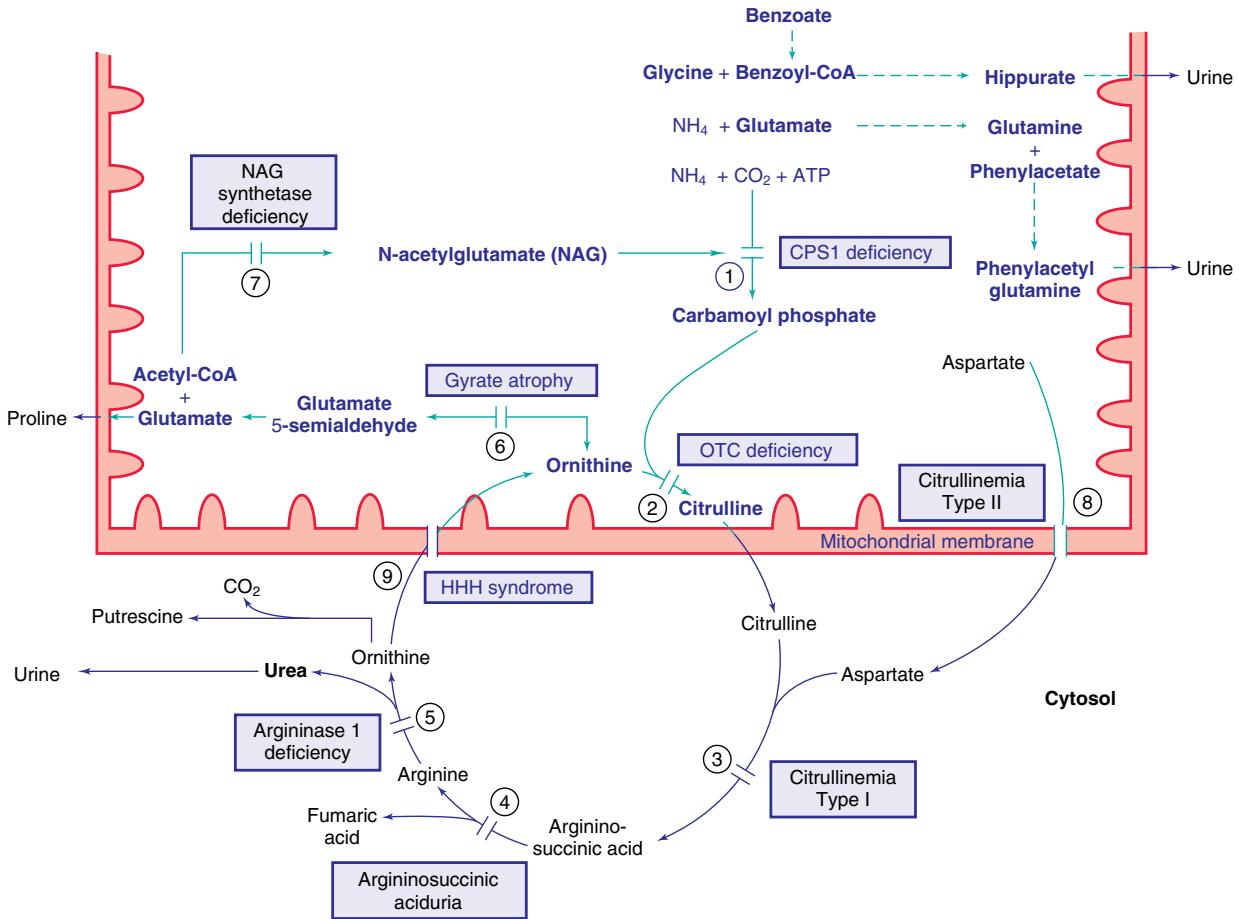 Benzoate
Glycine + Benzoyl-CoA
Hippurate
Urine
NH4 + Glutamate
Glutamine
+
Phenylacetate
NAG
synthetase
deficiency
NH4 + CO2 + ATP
N-acetylglutamate (NAG)
CPS1 deficiency
1
7
Phenylacetyl
glutamine
Urine
Carbamoyl phosphate
Aspartate
Acetyl-CoA
+
Glutamate
Proline
Glutamate
5-semialdehyde
Gyrate atrophy
6
Ornithine
OTC deficiency
2
Citrulline
Citrullinemia
Type II
8
Mitochondrial membrane
9
HHH syndrome
CO2
Putrescine
Citrulline
Ornithine
Urea
Urine
Aspartate
Cytosol
5
Argininase 1
deficiency
3
Arginine
Citrullinemia
Type I
4
Fumaric
acid
Arginino-
succinic acid
Argininosuccinic
aciduria